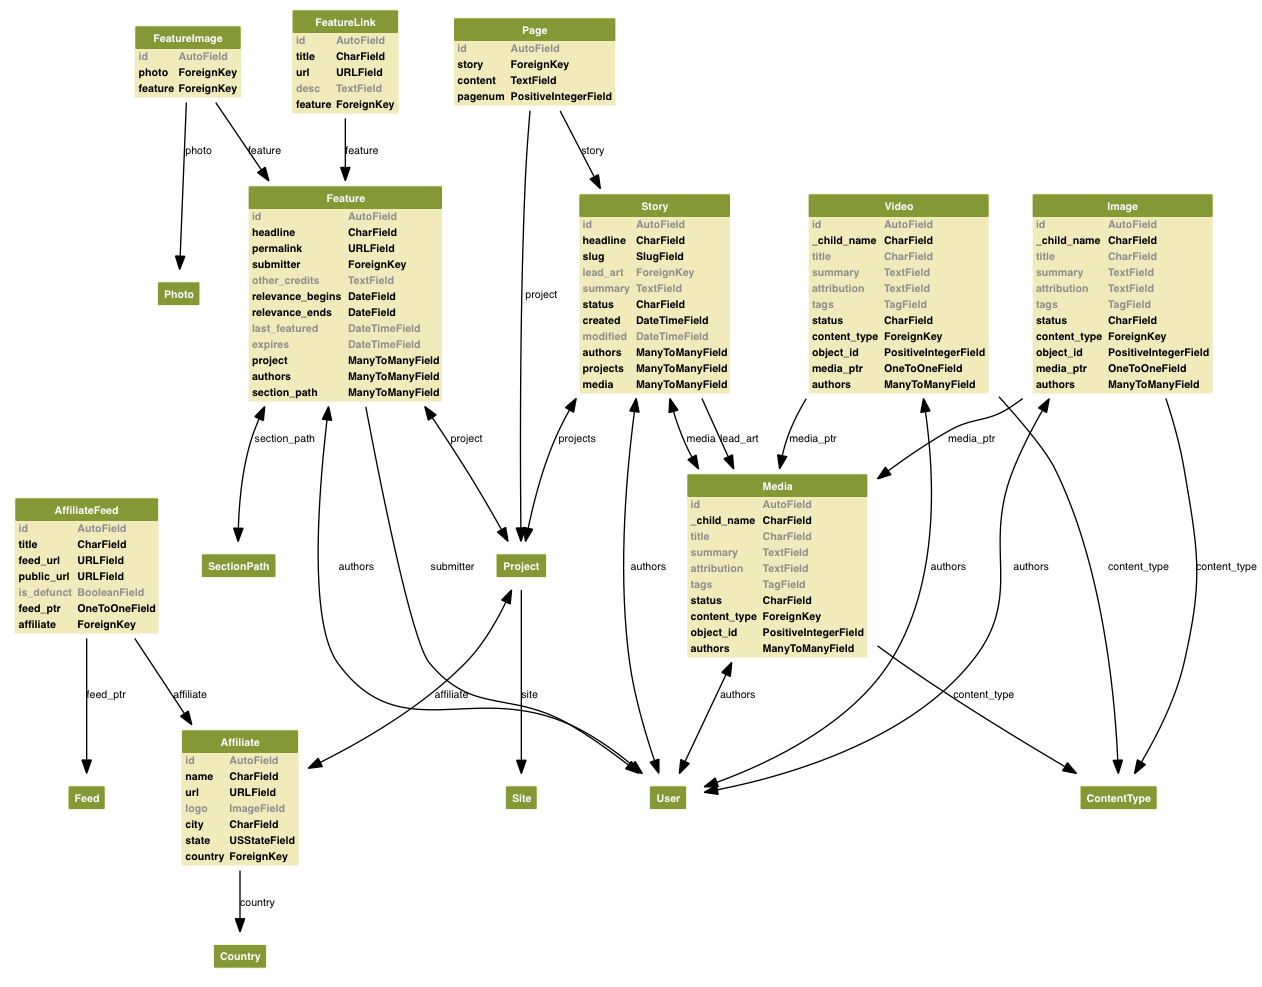 FeatureImage
id AutoField
photo ForeignKey
feature ForeignKey
FeatureLink
id AutoField
title CharField
url URLField
desc TextField
feature ForeignKey
Page
id AutoField
story ForeignKey
content TextField
pagenum PositiveIntegerField
photo
feature
feature
story
Feature
id AutoField
headline CharField
permalink URLField
submitter ForeignKey
other_credits TextField
relevance_begins DateField
relevance_ends DateField
last_featured DateTimeField
expires DateTimeField
project ManyToManyField
authors ManyToManyField
section_path ManyToManyField
Story
id AutoField
headline CharField
slug SlugField
lead_art ForeignKey
summary TextField
status CharField
created DateTimeField
modified DateTimeField
authors ManyToManyField
projects ManyToManyField
media ManyToManyField
Video
id AutoField
_child_name CharField
title CharField
summary TextField
attribution TextField
tags TagField
status CharField
content_type ForeignKey
object_id PositiveIntegerField
media_ptr OneToOneField
authors ManyToManyField
Image
id AutoField
_child_name CharField
title CharField
summary TextField
attribution TextField
tags TagField
status CharField
content_type ForeignKey
object_id PositiveIntegerField
media_ptr OneToOneField
authors ManyToManyField
Photo
project
section_path
project
projects
media
lead_art
media_ptr
media_ptr
Media
id AutoField
_child_name CharField
title CharField
summary TextField
attribution TextField
tags TagField
status CharField
content_type ForeignKey
object_id PositiveIntegerField
authors ManyToManyField
AffiliateFeed
id AutoField
title CharField
feed_url URLField
public_url URLField
is_defunct BooleanField
feed_ptr OneToOneField
affiliate ForeignKey
SectionPath
authors
submitter
Project
authors
authors
authors
content_type
content_type
feed_ptr
affiliate
affiliate
site
authors
content_type
Affiliate
id AutoField
name CharField
url URLField
logo ImageField
city CharField
state USStateField
country ForeignKey
Feed
Site
User
ContentType
country
Country